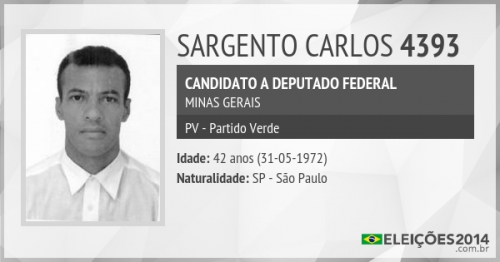 SARGENTO CARLOS 4393
CANDIDATO A DEPUTADO FEDERAL
MINAS GERAIS
PV - Partido Verde
Idade: 42 anos (31-05-1972)
Naturalidade: SP - São Paulo
ELEIÇÕES2014
.com.br